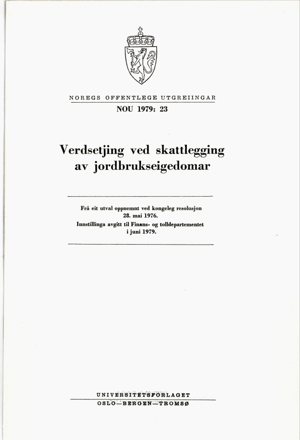 NOREGS OFFENTLEGE UTGREIINGAR
NOU 1979: 23
Verdsetjing ved skattlegging
av jordbrukseigedomar
Frå eit utval oppnemnt ved kongeleg resolusjon
28. mai 1976.
Innstillinga avgitt til Finans- og tolldepartementet
i juni 1979.
UNIVERSITETSFORLAGET
OSLO—BERGEN—TROMSØ